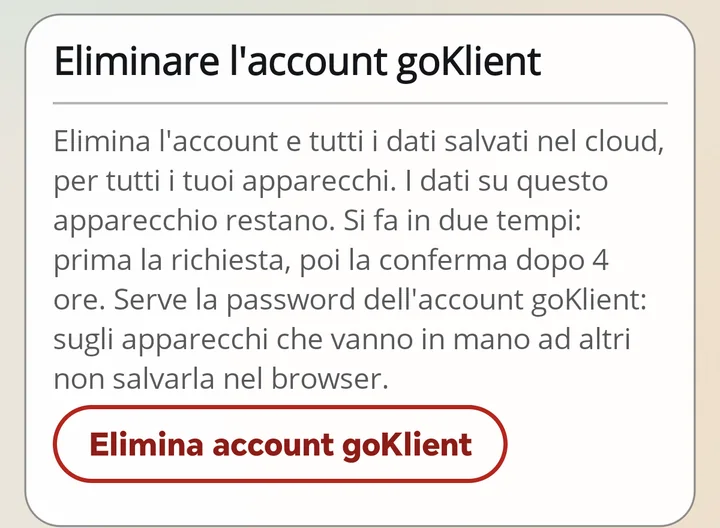 Eliminare l'account goKlient
Elimina l'account e tutti i dati salvati nel cloud,
per tutti i tuoi apparecchi. I dati su questo
apparecchio restano. Si fa in due tempi:
prima la richiesta, poi la conferma dopo 4
ore. Serve la password dell'account goKlient:
sugli apparecchi che vanno in mano ad altri
non salvarla nel browser.
Elimina account goKlient